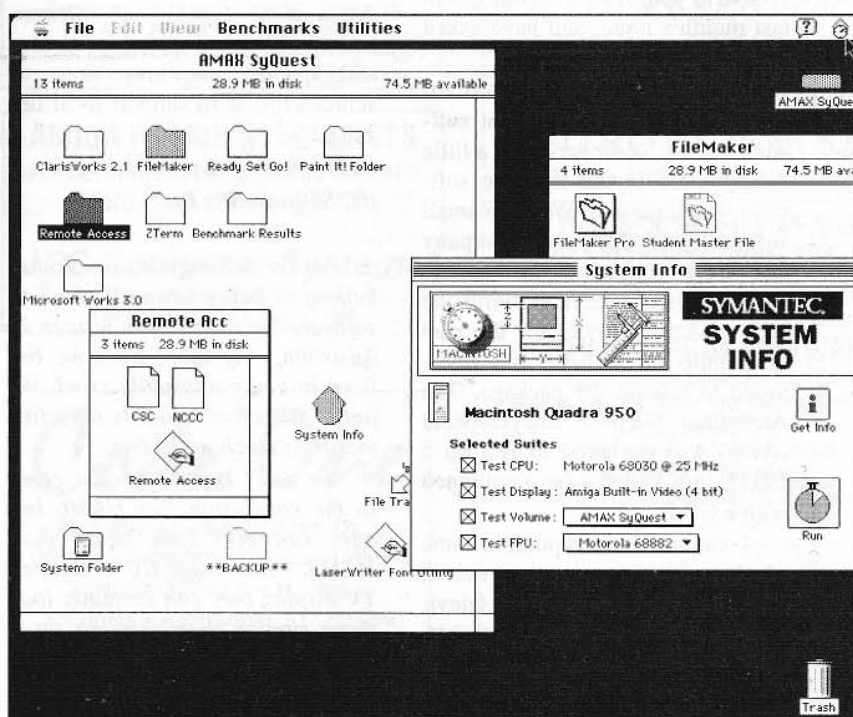 File Edit View Benchmarks Utilities
AMAX SyQuest
13 items 28.9 MB in disk 74.5 MB available
ClarisWorks 2.1 FileMaker Ready Set Go! Paint It! Folder
Remote Access ZTerm Benchmark Results
Microsoft Works 3.0
Remote Acc
3 items 28.9 MB in disk
CSC NCCC
Remote Access
System Info
File Tra
System Folder **BACKUP** LaserWriter Font Utility
AMAX SyQue
FileMaker
4 items 28.9 MB in disk 74.5 MB ava
FileMaker Pro Student Master File
System Info
MACINTOSH
SYMANTEC.
SYSTEM
INFO
Macintosh Quadra 950
Get Info
Selected Suites
Test CPU: Motorola 68030 @ 25 MHz
Test Display: Amiga Built-in Video (4 bit)
Test Volume: AMAX SyQuest
Test FPU: Motorola 68882
Run
Trash